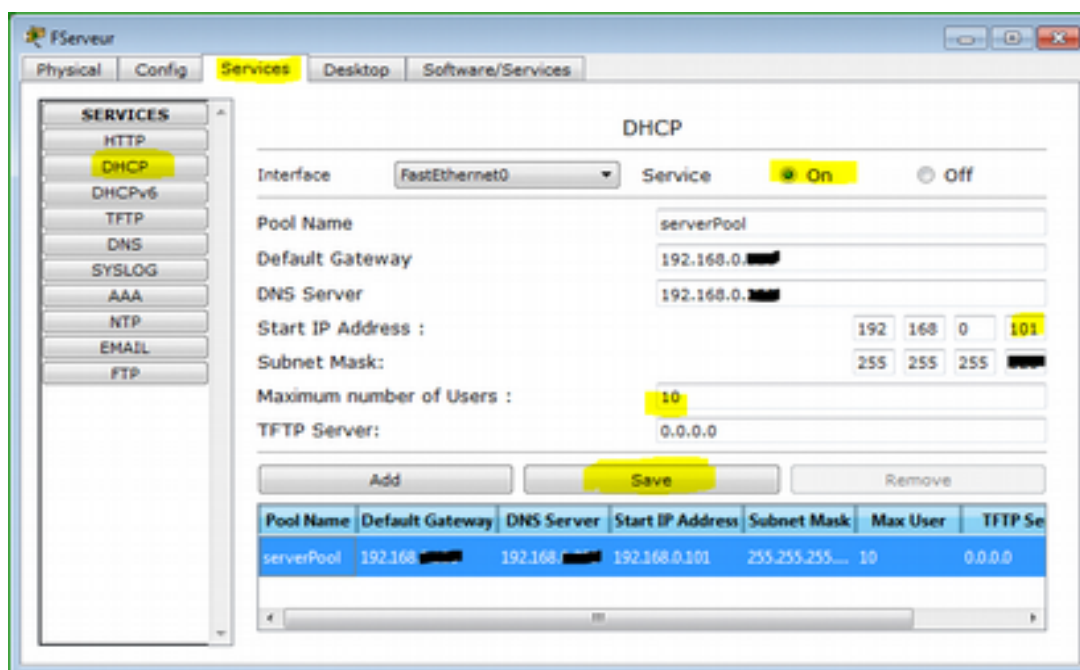 FServeur
Physical Config Services Desktop Software/Services
SERVICES
HTTP
DHCP
DHCPv6
TFTP
DNS
SYSLOG
AAA
NTP
EMAIL
FTP
DHCP
Interface FastEthernet0 Service On Off
Pool Name serverPool
Default Gateway 192.168.0.
DNS Server 192.168.0.
Start IP Address : 192 168 0 101
Subnet Mask: 255 255 255
Maximum number of Users : 10
TFTP Server: 0.0.0.0
Add Save Remove
Pool Name Default Gateway DNS Server Start IP Address Subnet Mask Max User TFTP Se
serverPool 192.168. 192.168. 192.168.0.101 255.255.255.... 10 0.0.0.0